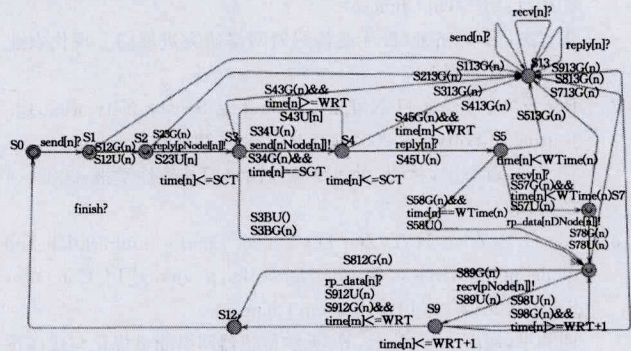 recv[n]?
send[n]?
reply[n]?
S13
S113G(n)
S913G(n)
S213G(n)
S813G(n)
S313G(n)
S713G(n)
S43G(n)&&
time[n]>=WRT
S413G(n)
S43U[n]
S513G(n)
S0
send[n]?
S1
S12G(n)
S12U(n)
S2
S23G(n)
reply[pNode[n]]!
S23U[n]
S3
S34U(n)
send[nNode[n]]!
S34G(n)&&
time[n]==SGT
S4
S45G(n)&&
time[m]<WRT
reply[n]?
S45U(n)
S5
time[n]<=SCT
time[n]<=SCT
time[n]<WTime(n)
recv[n]?
S57G(n)&&
time[n]<WTime(n)
S7
S57U(n)
finish?
S58G(n)&&
time[n]==WTime(n)
S58U()
rp_data[nDNode[n]]!
S3BU()
S3BG(n)
S78G(n)
S78U(n)
S812G(n)
S89G(n)
rp_data[n]?
recv[pNode[n]]!
S912U(n)
S89U(n)
S98U(n)
S12
S912G(n)&&
S9
S98G(n)&&
time[m]<=WRT
time[n]>=WRT+1
time[n]<=WRT+1